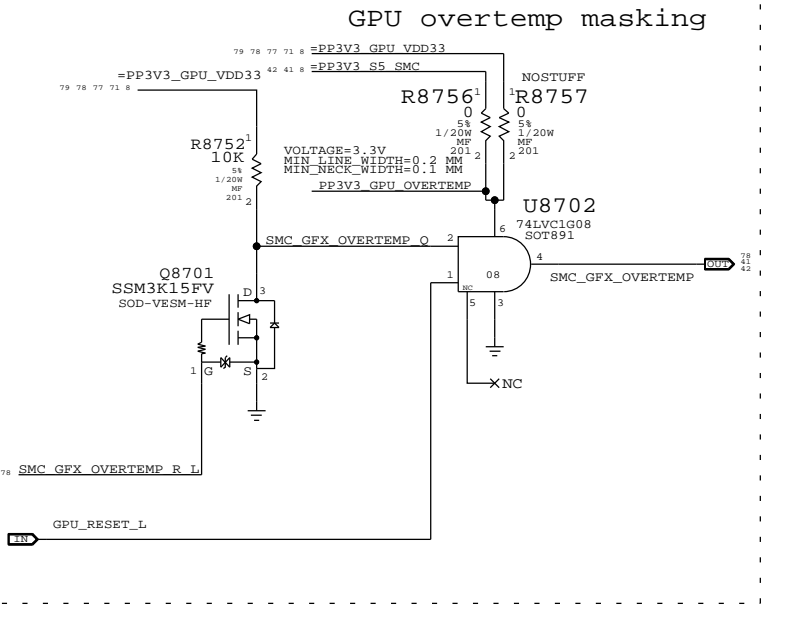 GPU overtemp masking
79 78 77 71 8 =PP3V3_GPU_VDD33
42 41 8 =PP3V3_S5_SMC
=PP3V3_GPU_VDD33
79 78 77 71 8
NOSTUFF
R8756 1
0
5%
1/20W
MF
201
2
1 R8757
0
5%
1/20W
MF
201
2
R8752 1
10K
5%
1/20W
MF
201
2
VOLTAGE=3.3V
MIN_LINE_WIDTH=0.2 MM
MIN_NECK_WIDTH=0.1 MM
PP3V3_GPU_OVERTEMP
U8702
74LVC1G08
SOT891
6
SMC_GFX_OVERTEMP_Q
2
4
1
08
NC
5
3
SMC_GFX_OVERTEMP
OUT
78
41
42
Q8701
SSM3K15FV
SOD-VESM-HF
D 3
1 G
S 2
NC
78 SMC_GFX_OVERTEMP_R_L
GPU_RESET_L
IN